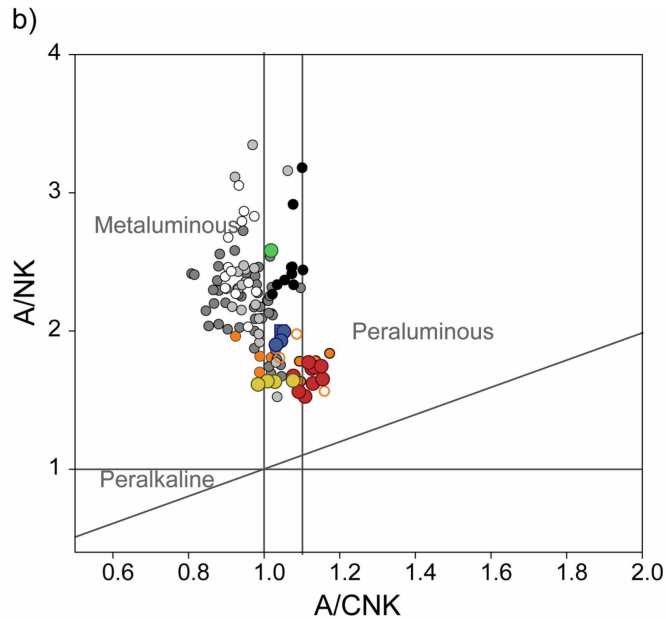 b)
4
3
Metaluminous
A/NK
2
Peraluminous
1
Peralkaline
0.6 0.8 1.0 1.2 1.4 1.6 1.8 2.0
A/CNK